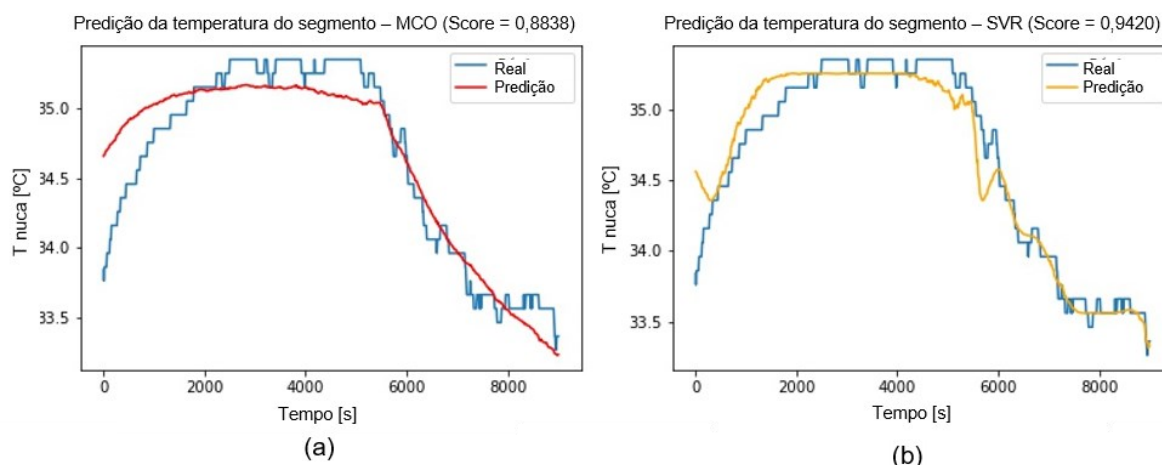 Predição da temperatura do segmento – MCO (Score = 0,8838)
Real
Predição
35.0
34.5
34.0
33.5
T nuca [ºC]
0 2000 4000 6000 8000
Tempo [s]
(a)
Predição da temperatura do segmento – SVR (Score = 0,9420)
Real
Predição
35.0
34.5
34.0
33.5
T nuca [ºC]
0 2000 4000 6000 8000
Tempo [s]
(b)